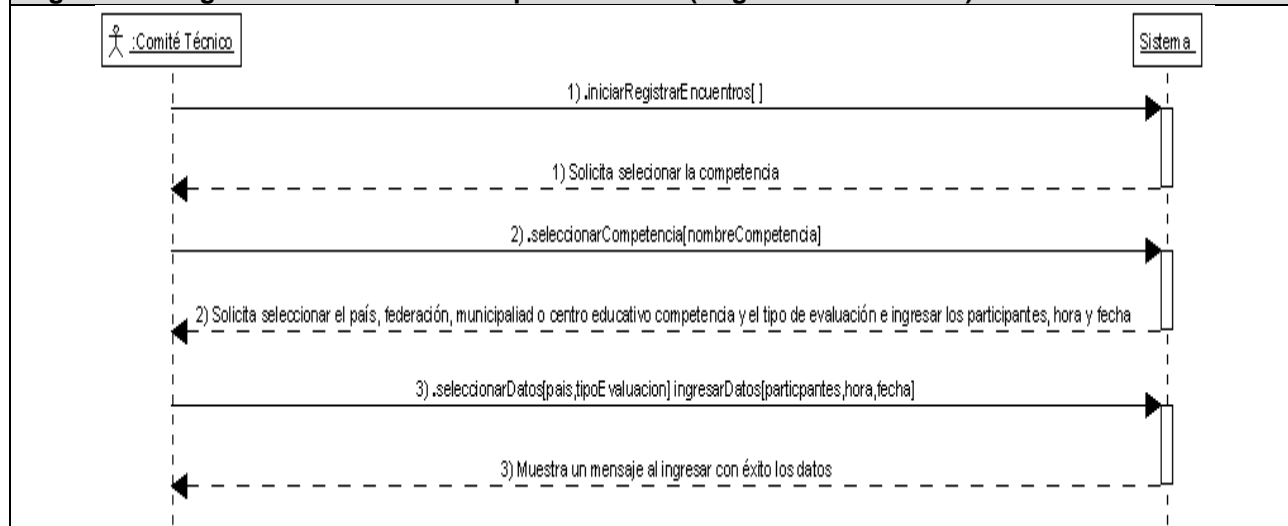 :Comité Técnico
Sistema
1) .iniciarRegistrarEncuentros[ ]
1) Solicita selecionar la competencia
2) .seleccionarCompetencia[nombreCompetencia]
2) Solicita seleccionar el país, federación, municipaliad o centro educativo competencia y el tipo de evaluación e ingresar los participantes, hora y fecha
3) .seleccionarDatos[pais,tipoEvaluacion] ingresarDatos[particpantes,hora,fecha]
3) Muestra un mensaje al ingresar con éxito los datos